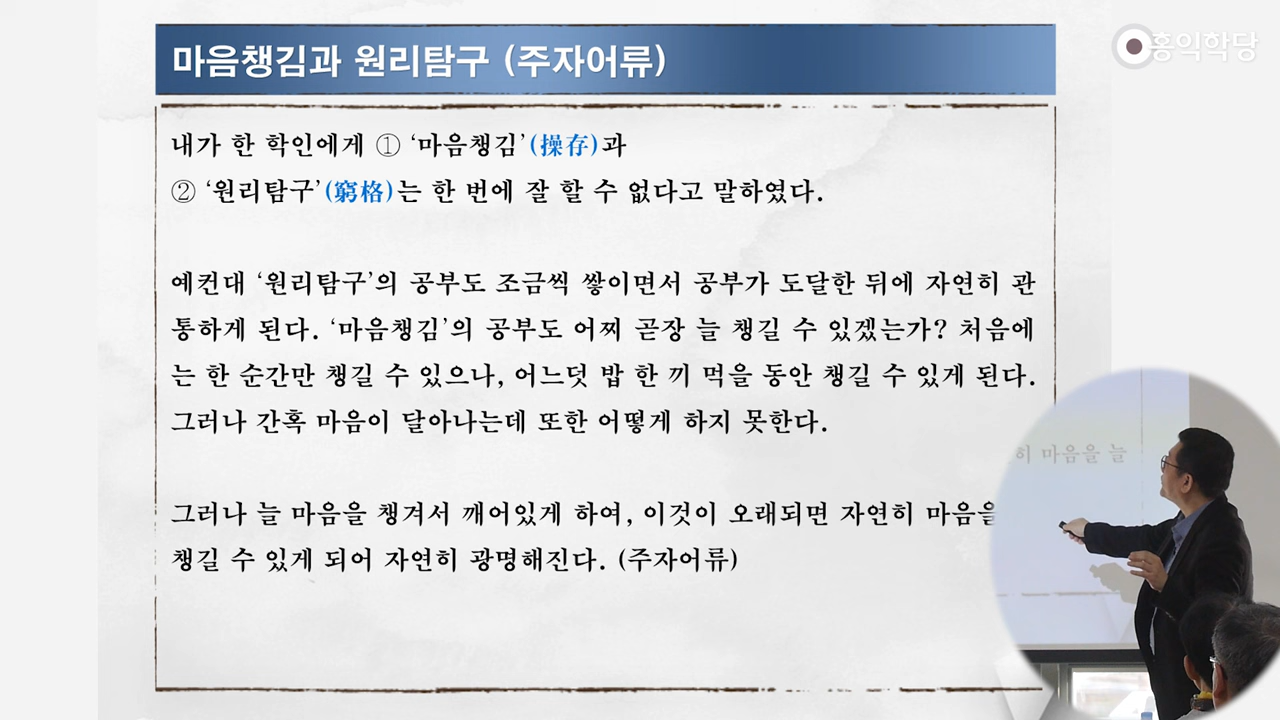 마음챙김과 원리탐구 (주자어류)
홍익학당
내가 한 학인에게 ① ‘마음챙김’(操存)과
② ‘원리탐구’(窮格)는 한 번에 잘 할 수 없다고 말하였다.
예컨대 ‘원리탐구’의 공부도 조금씩 쌓이면서 공부가 도달한 뒤에 자연히 관
통하게 된다. ‘마음챙김’의 공부도 어찌 곧장 늘 챙길 수 있겠는가? 처음에
는 한 순간만 챙길 수 있으나, 어느덧 밥 한 끼 먹을 동안 챙길 수 있게 된다.
그러나 간혹 마음이 달아나는데 또한 어떻게 하지 못한다.
그러나 늘 마음을 챙겨서 깨어있게 하여, 이것이 오래되면 자연히 마음을
챙길 수 있게 되어 자연히 광명해진다. (주자어류)
히 마음을 늘